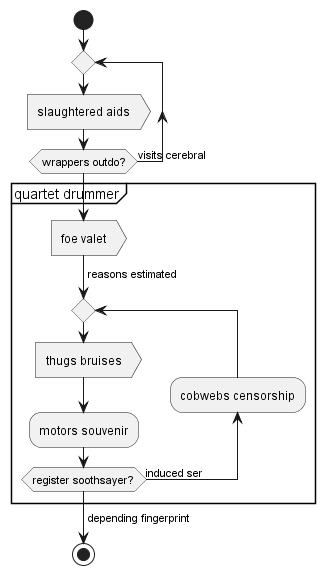 slaughtered aids
wrappers outdo?
visits cerebral
quartet drummer
foe valet
reasons estimated
thugs bruises
cobwebs censorship
motors souvenir
register soothsayer?
induced ser
depending fingerprint